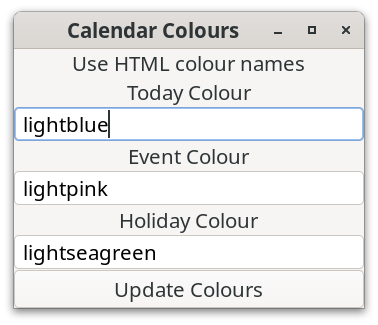 Calendar Colours
Use HTML colour names
Today Colour
lightblue
Event Colour
lightpink
Holiday Colour
lightseagreen
Update Colours